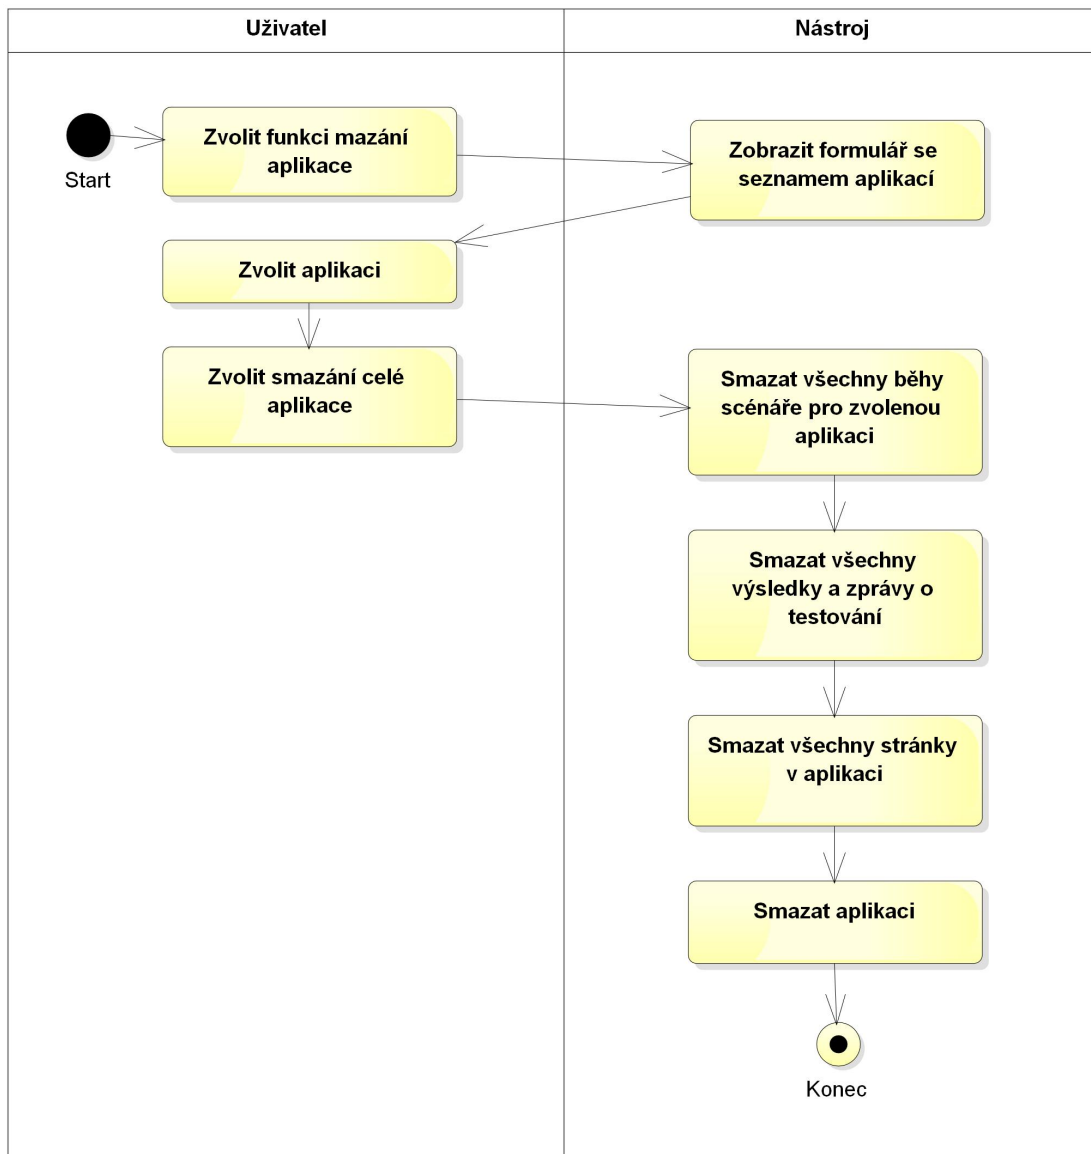 Uživatel
Nástroj
Start
Zvolit funkci mazání
aplikace
Zobrazit formulář se
seznamem aplikací
Zvolit aplikaci
Zvolit smazání celé
aplikace
Smazat všechny běhy
scénáře pro zvolenou
aplikaci
Smazat všechny
výsledky a zprávy o
testování
Smazat všechny stránky
v aplikaci
Smazat aplikaci
Konec